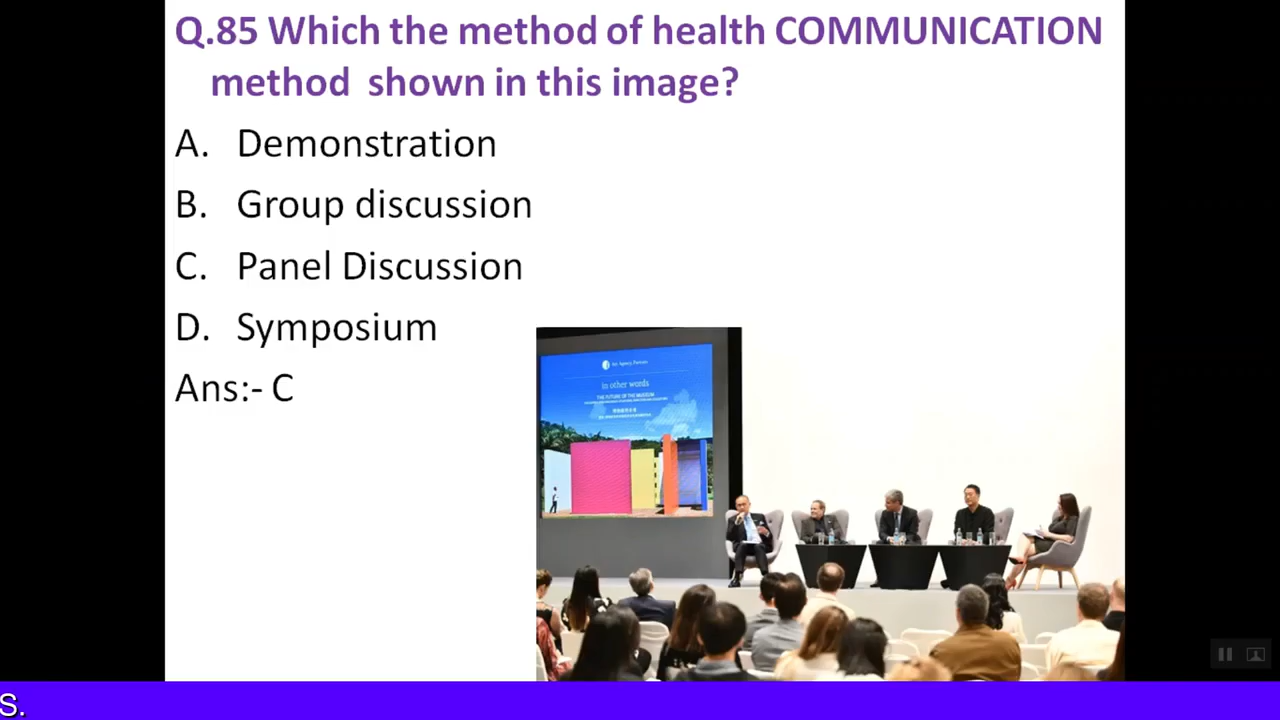 Q.85 Which the method of health COMMUNICATION
method shown in this image?
A. Demonstration
B. Group discussion
C. Panel Discussion
D. Symposium
Ans:- C
in other words
THE FUTURE OF THE MUSEUM
S.